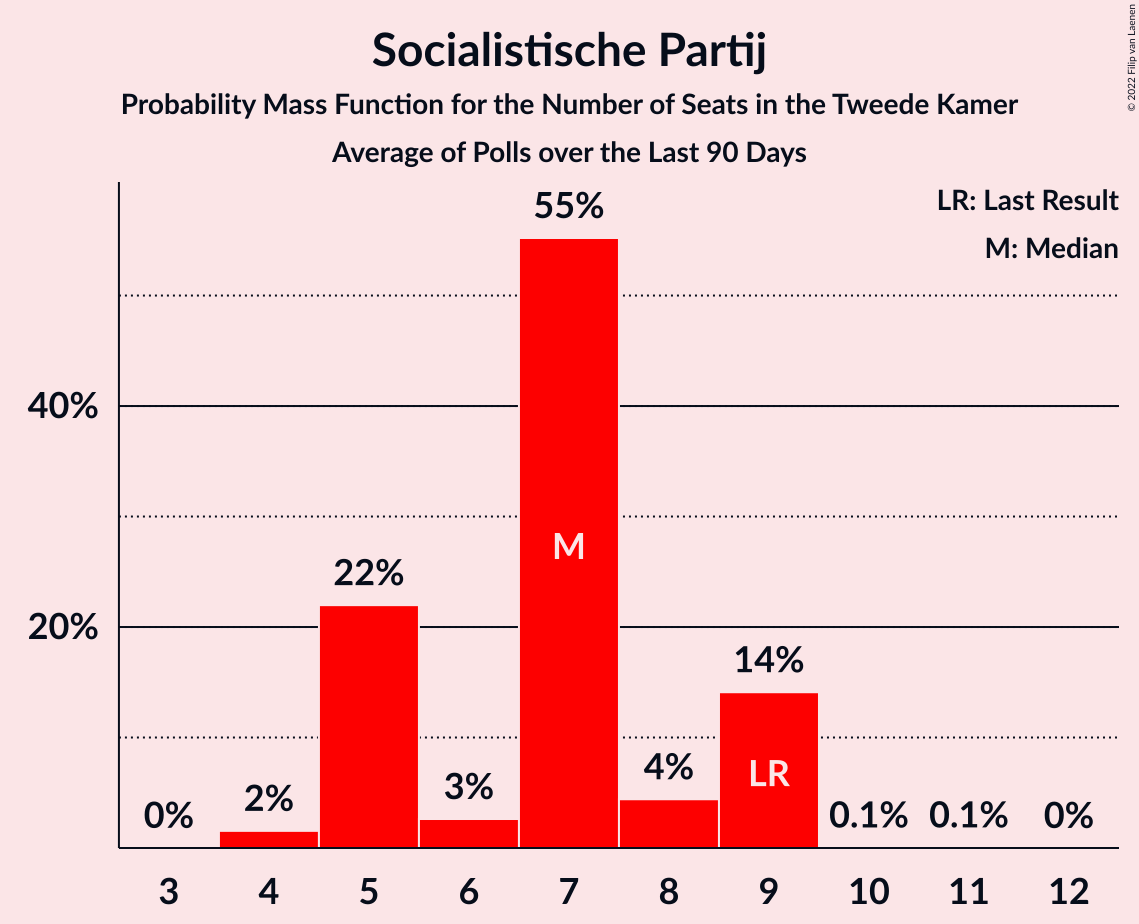 Socialistische Partij
Probability Mass Function for the Number of Seats in the Tweede Kamer
Average of Polls over the Last 90 Days
© 2022 Filip van Laenen
LR: Last Result
M: Median
55%
40%
M
22%
20%
14%
4%
LR
3%
2%
0%
0.1%
0.1%
0%
3 4 5 6 7 8 9 10 11 12